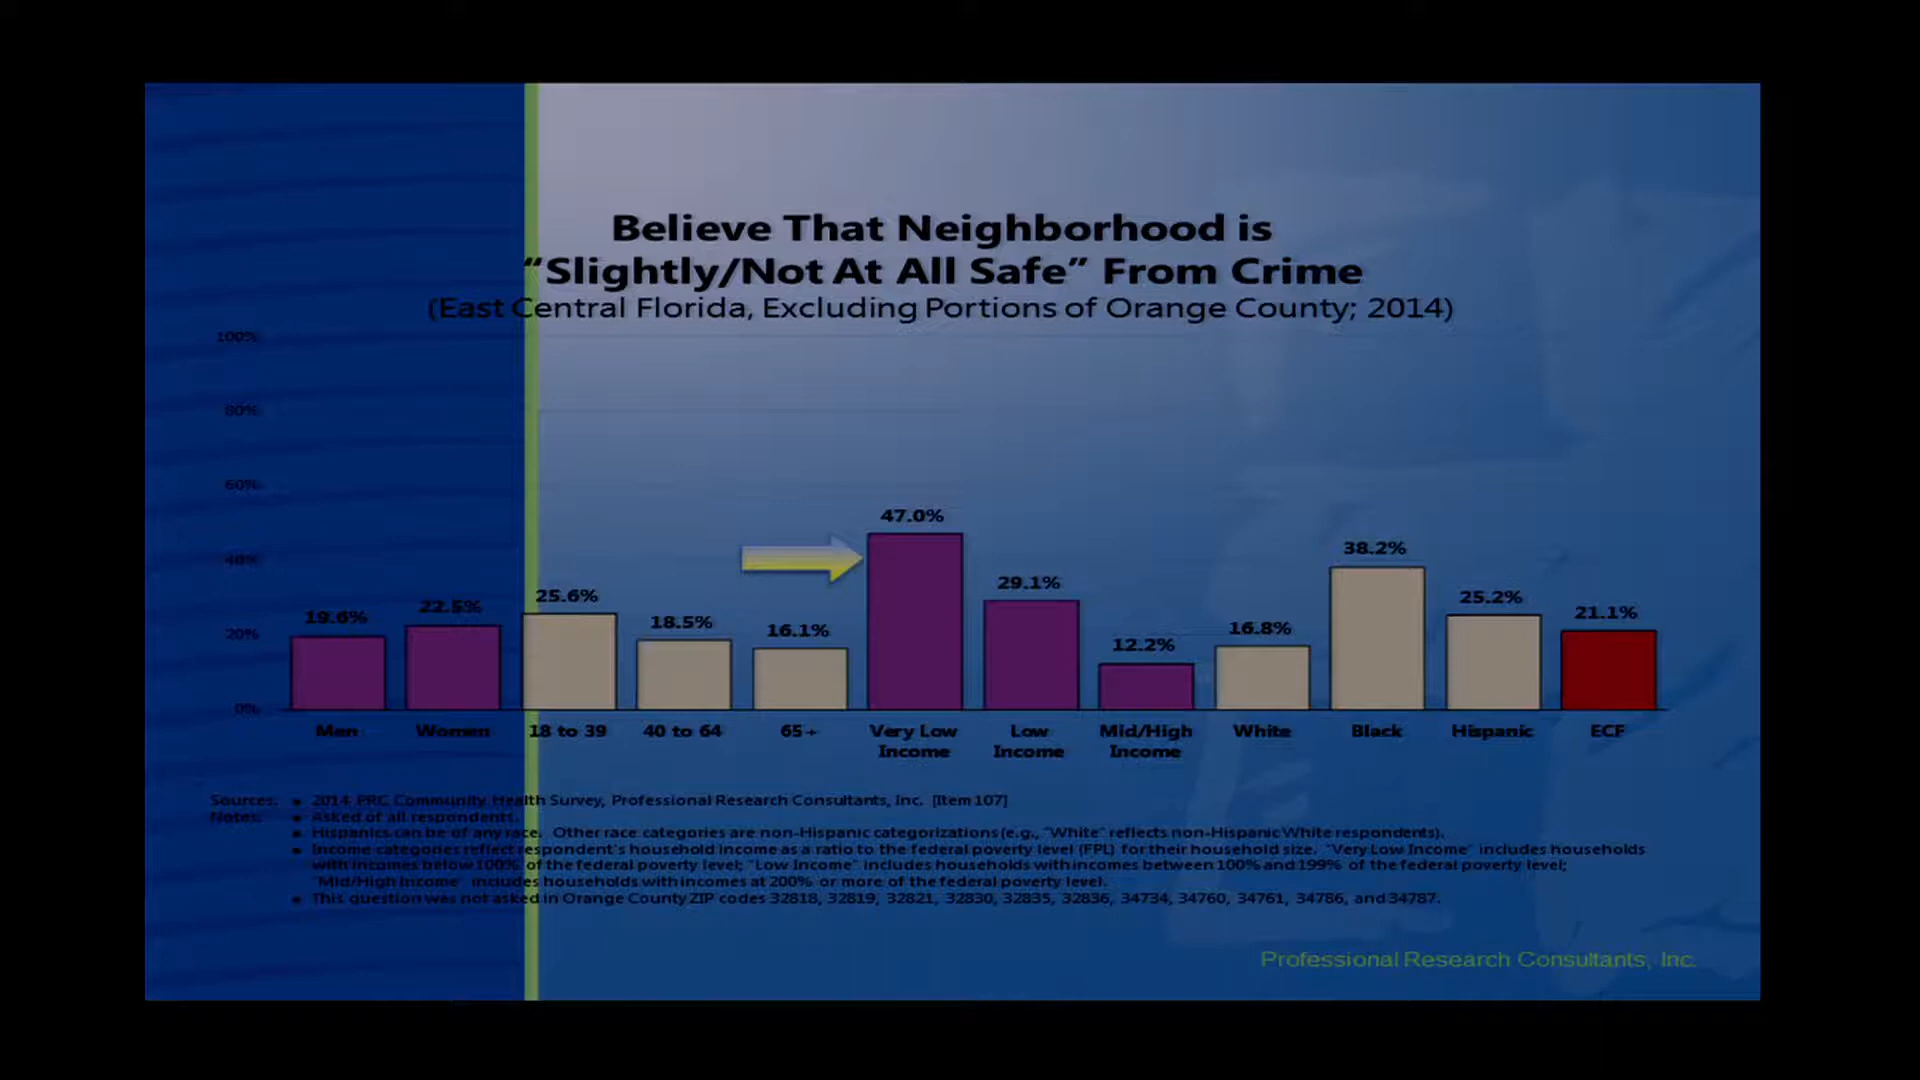 Believe That Neighborhood is
“Slightly/Not At All Safe” From Crime
(East Central Florida, Excluding Portions of Orange County; 2014)
100%
80%
60%
40%
20%
0%
19.6%
22.5%
25.6%
18.5%
16.1%
47.0%
29.1%
12.2%
16.8%
38.2%
25.2%
21.1%
Men
Women
18 to 39
40 to 64
65+
Very Low
Income
Low
Income
Mid/High
Income
White
Black
Hispanic
ECF
Sources: • 2014 PRC Community Health Survey, Professional Research Consultants, Inc. [Item 107]
Notes: • Asked of all respondents.
• Hispanics can be of any race. Other race categories are non-Hispanic categorizations (e.g., “White” reflects non-Hispanic White respondents).
• Income categories reflect respondent's household income as a ratio to the federal poverty level (FPL) for their household size. “Very Low Income” includes households
with incomes below 100% of the federal poverty level; “Low Income” includes households with incomes between 100% and 199% of the federal poverty level;
“Mid/High Income” includes households with incomes at 200% or more of the federal poverty level.
• This question was not asked in Orange County ZIP codes 32818, 32819, 32821, 32830, 32835, 32836, 34734, 34760, 34761, 34786, and 34787.
Professional Research Consultants, Inc.